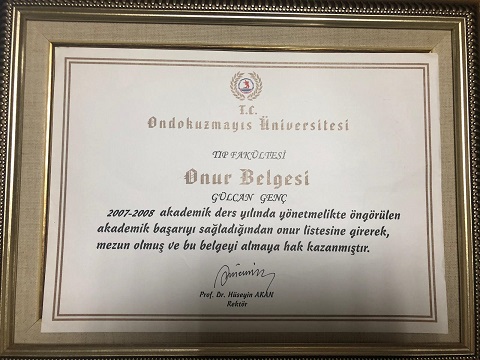 T.C.
Ondokuzmayıs Üniversitesi
TIP FAKÜLTESİ
Onur Belgesi
GÜLCAN GENÇ
2007-2008 akademik ders yılında yönetmelikte öngörülen
akademik başarıyı sağladığından onur listesine girerek,
mezun olmuş ve bu belgeyi almaya hak kazanmıştır.
Prof. Dr. Hüseyin AKAN
Rektör